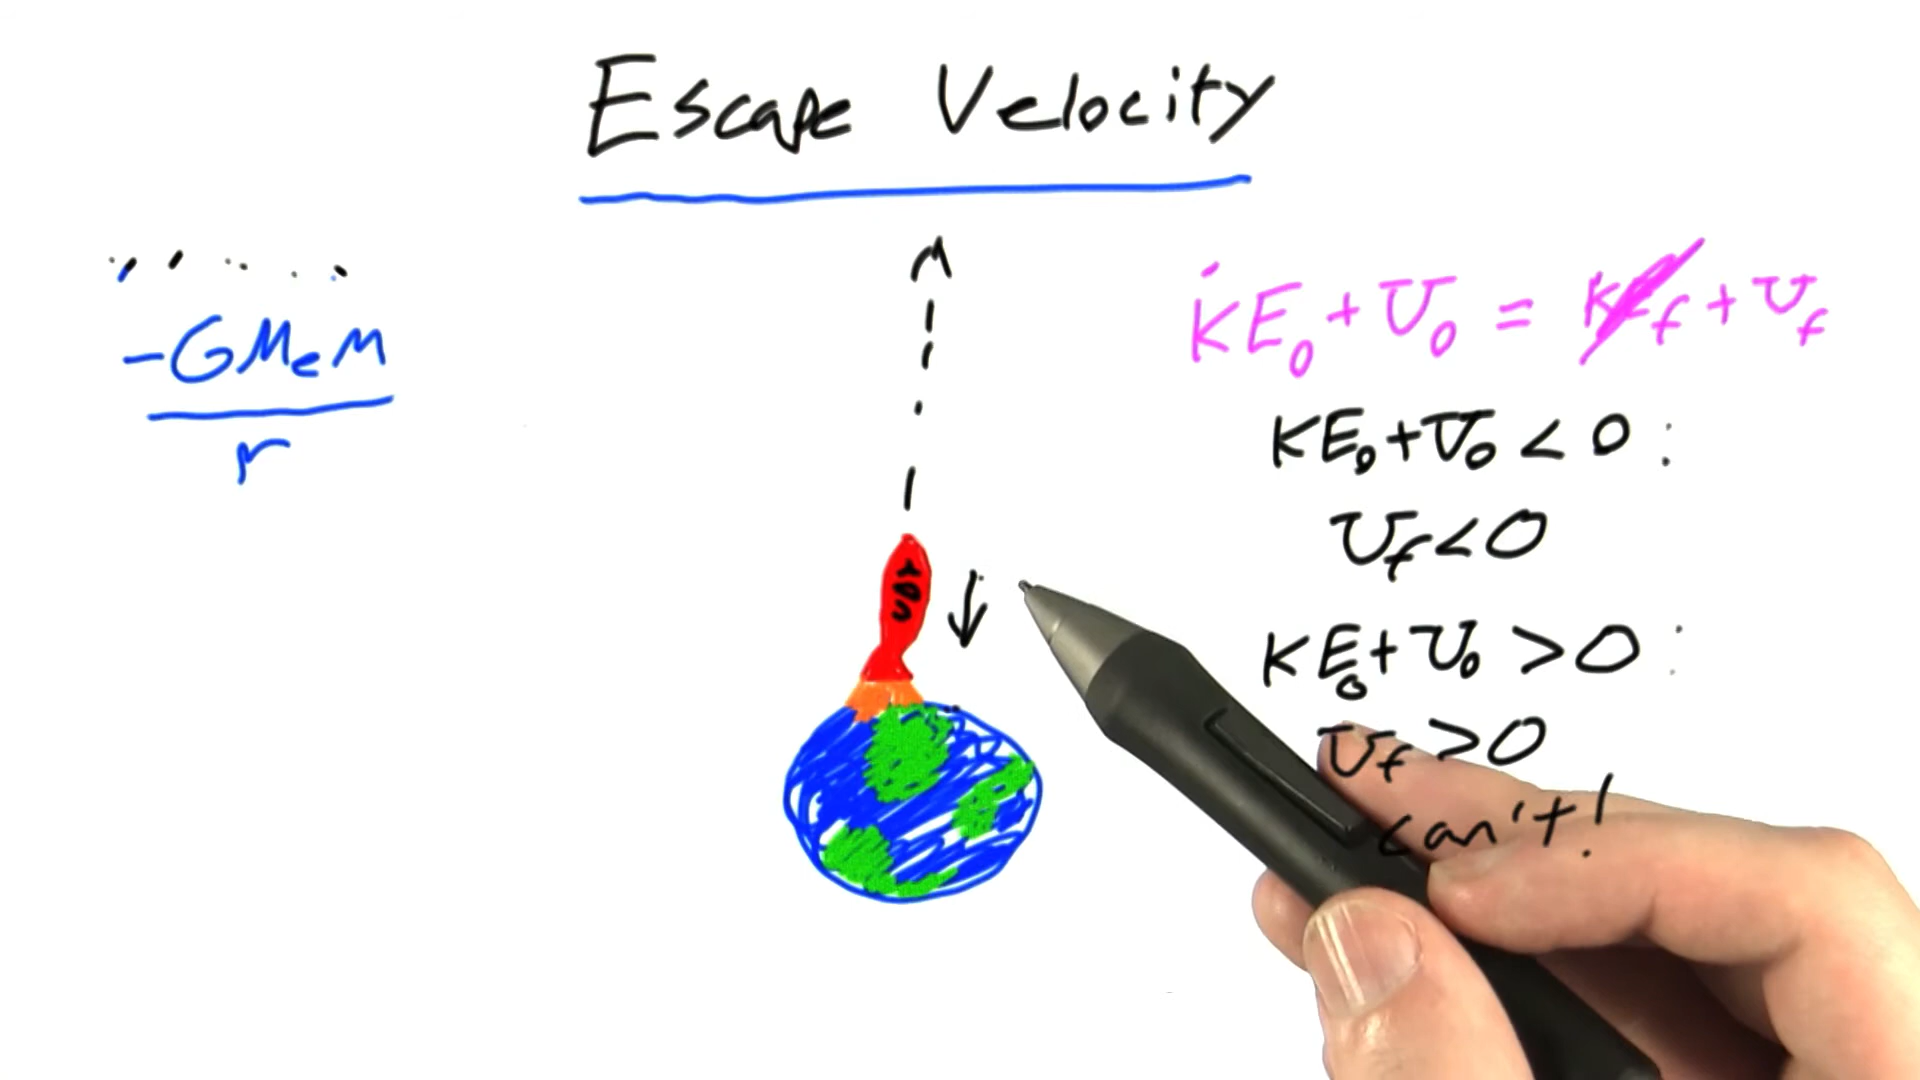 Escape Velocity
-GMeM
r
KE₀+U₀ = KEf+Uf
KE₀+U₀ < 0 :
Uf<0
KE₀+U₀ > 0 :
Uf>0
can't!